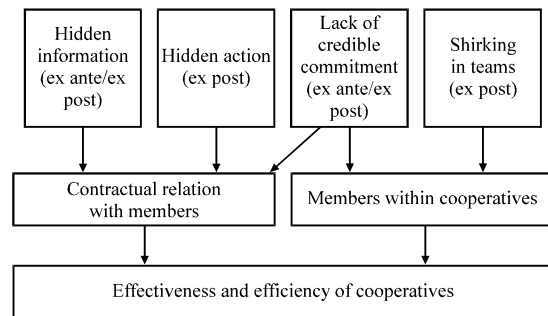 Hidden
information
(ex ante/ex
post)
Hidden action
(ex post)
Lack of
credible
commitment
(ex ante/ex
post)
Shirking
in teams
(ex post)
Contractual relation
with members
Members within cooperatives
Effectiveness and efficiency of cooperatives